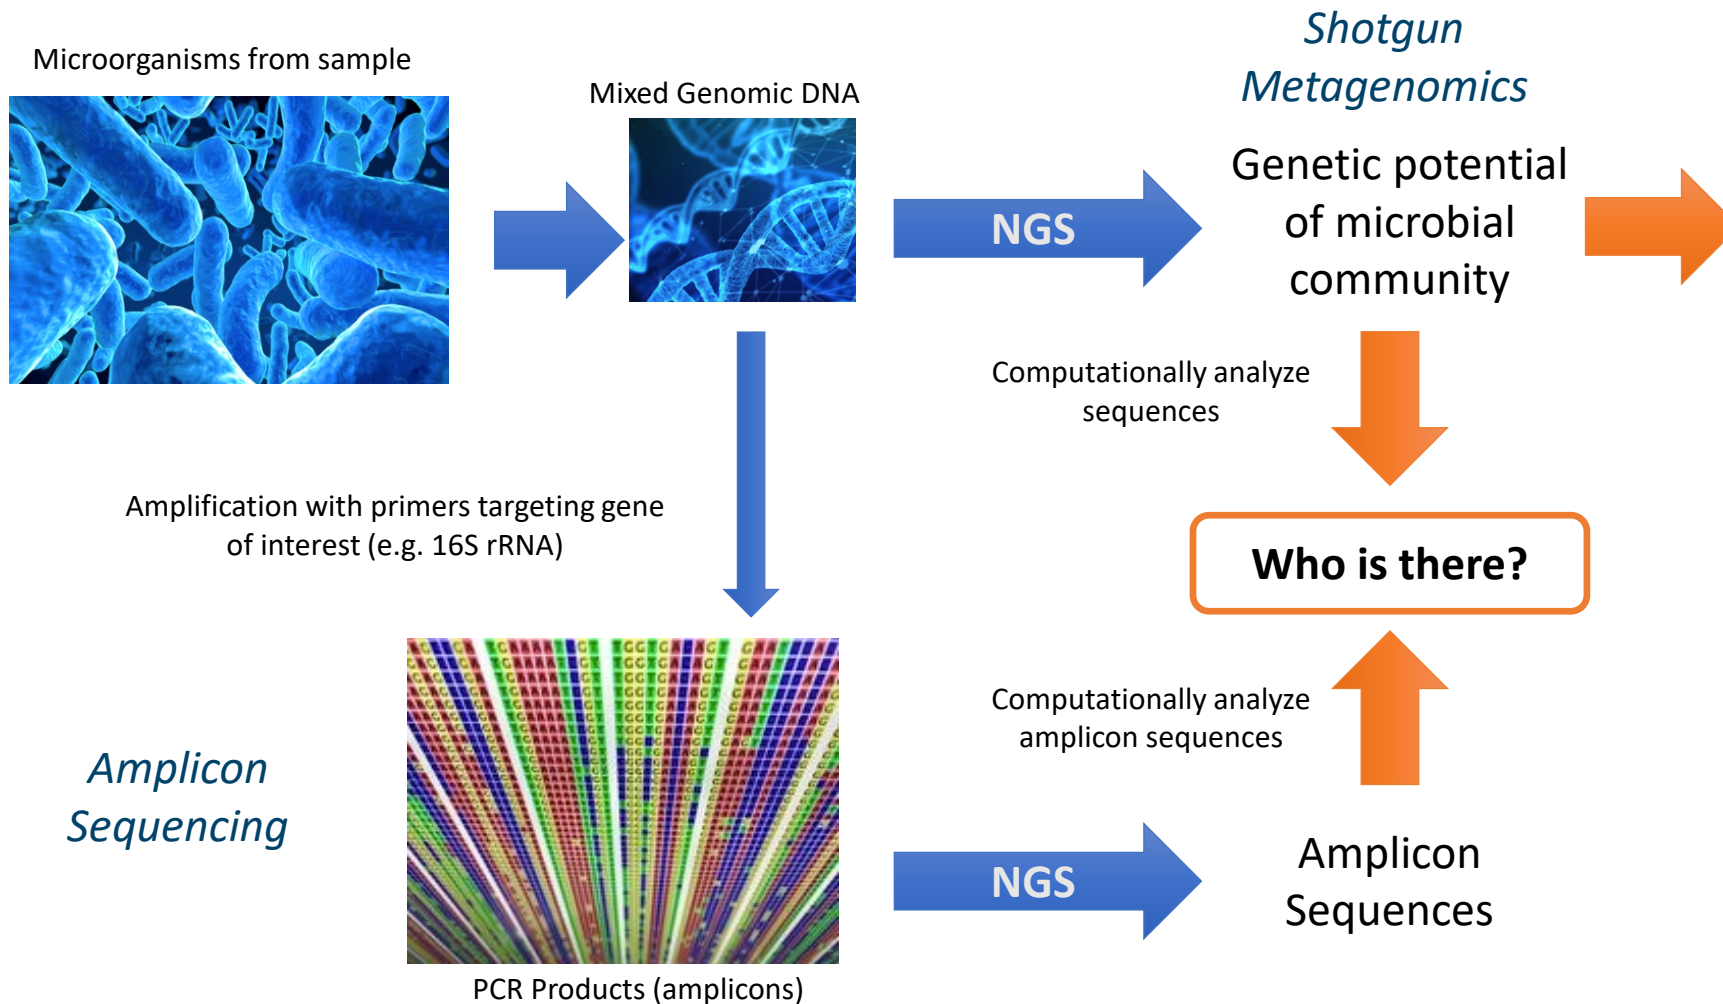 Microorganisms from sample
Mixed Genomic DNA
NGS
Shotgun
Metagenomics
Genetic potential
of microbial
community
Computationally analyze
sequences
Amplification with primers targeting gene
of interest (e.g. 16S rRNA)
Who is there?
Computationally analyze
amplicon sequences
Amplicon
Sequencing
NGS
Amplicon
Sequences
PCR Products (amplicons)